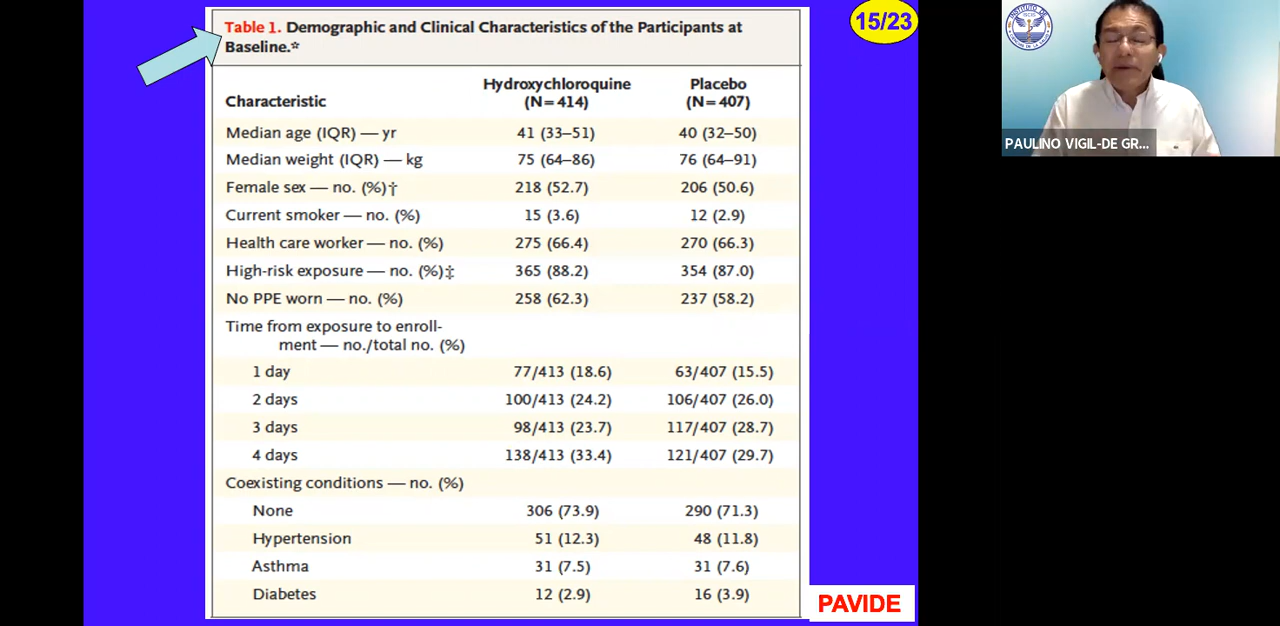 Table 1. Demographic and Clinical Characteristics of the Participants at
Baseline.*
15/23
Characteristic Hydroxychloroquine (N=414) Placebo (N=407)
Median age (IQR) — yr 41 (33–51) 40 (32–50)
Median weight (IQR) — kg 75 (64–86) 76 (64–91)
Female sex — no. (%)† 218 (52.7) 206 (50.6)
Current smoker — no. (%) 15 (3.6) 12 (2.9)
Health care worker — no. (%) 275 (66.4) 270 (66.3)
High-risk exposure — no. (%)‡ 365 (88.2) 354 (87.0)
No PPE worn — no. (%) 258 (62.3) 237 (58.2)
Time from exposure to enroll-
ment — no./total no. (%)
1 day 77/413 (18.6) 63/407 (15.5)
2 days 100/413 (24.2) 106/407 (26.0)
3 days 98/413 (23.7) 117/407 (28.7)
4 days 138/413 (33.4) 121/407 (29.7)
Coexisting conditions — no. (%)
None 306 (73.9) 290 (71.3)
Hypertension 51 (12.3) 48 (11.8)
Asthma 31 (7.5) 31 (7.6)
Diabetes 12 (2.9) 16 (3.9)
PAVIDE
INSTITUTO DE
CIENCIAS DE LA SALUD
PAULINO VIGIL-DE GR...